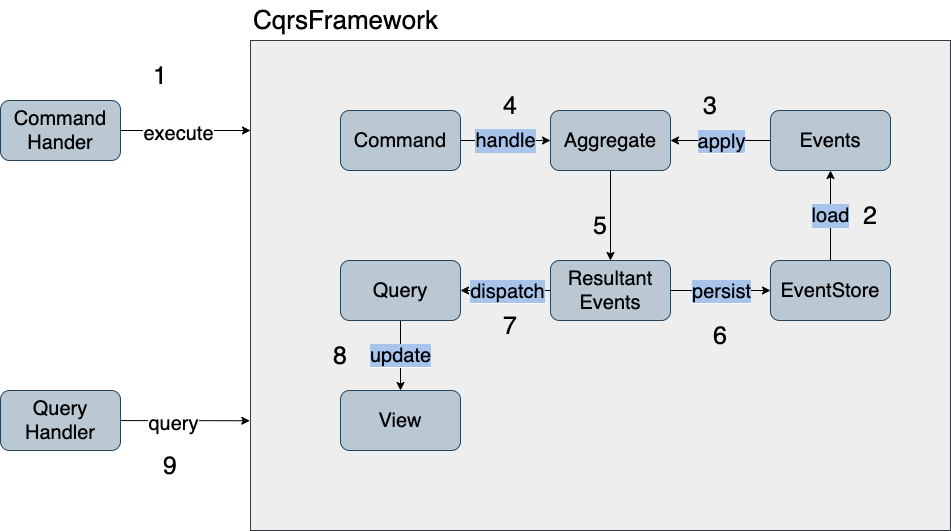 CqrsFramework
1
Command
Hander
execute
4
3
Command
handle
Aggregate
apply
Events
5
load
2
Query
dispatch
Resultant
Events
persist
EventStore
7
6
8
update
Query
Handler
query
View
9